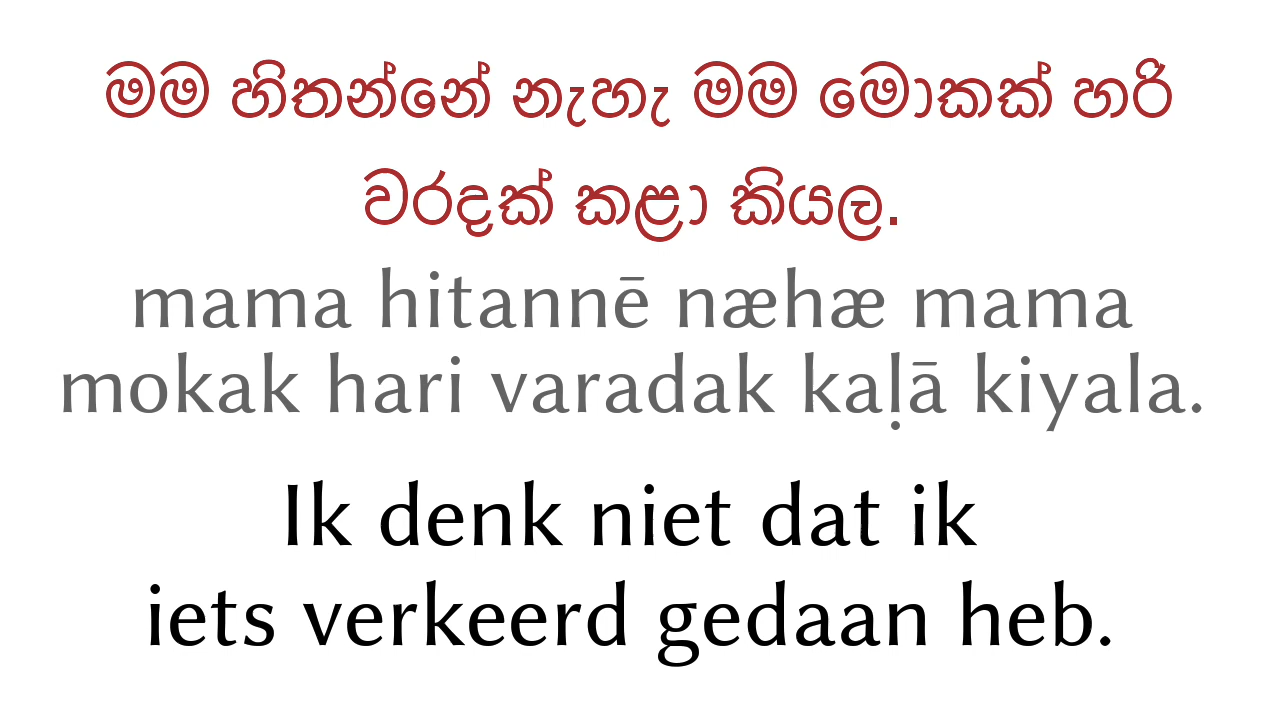 මම හිතන්නේ නැහැ මම මොකක් හරි
වරදක් කළා කියල.
mama hitannē næhæ mama
mokak hari varadak kaḷā kiyala.
Ik denk niet dat ik
iets verkeerd gedaan heb.